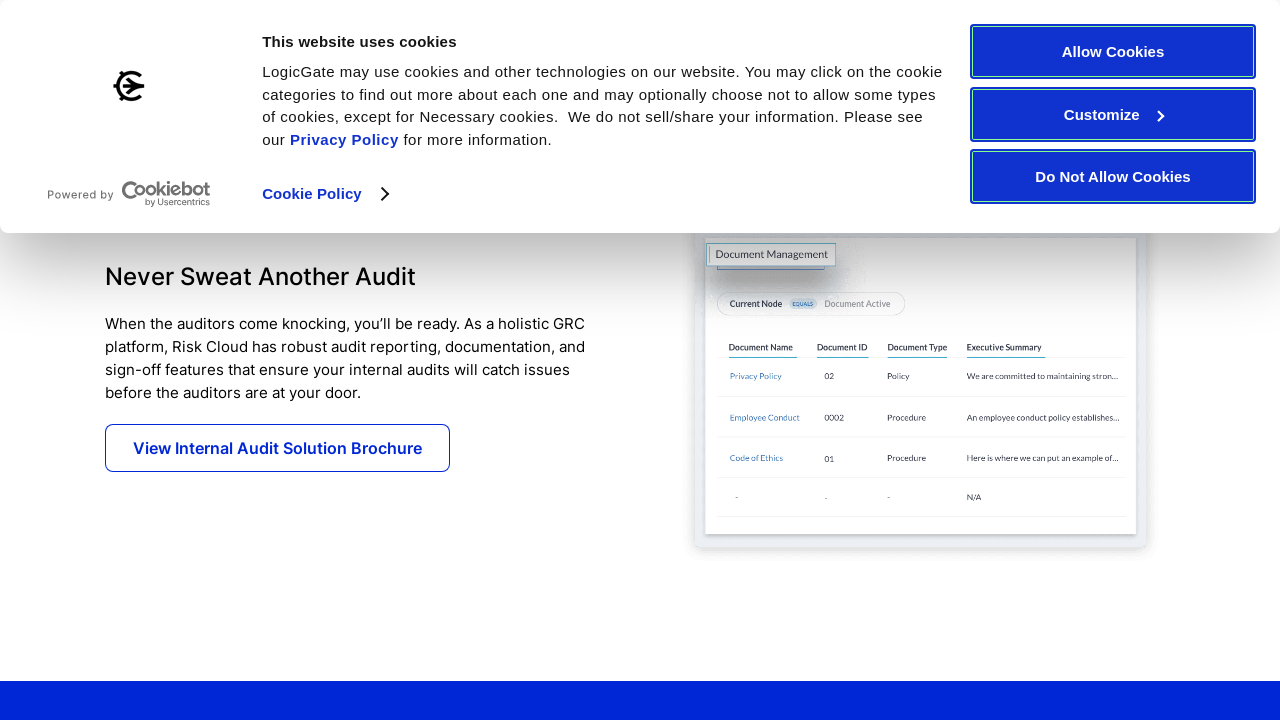 This website uses cookies
LogicGate may use cookies and other technologies on our website. You may click on the cookie
categories to find out more about each one and may optionally choose not to allow some types
of cookies, except for Necessary cookies.  We do not sell/share your information. Please see
our Privacy Policy for more information.
Cookie Policy
Powered by Cookiebot
by Usercentrics
Allow Cookies
Customize
Do Not Allow Cookies
Never Sweat Another Audit
When the auditors come knocking, you’ll be ready. As a holistic GRC
platform, Risk Cloud has robust audit reporting, documentation, and
sign-off features that ensure your internal audits will catch issues
before the auditors are at your door.
View Internal Audit Solution Brochure
Document Management
Current Node EQUALS Document Active
Document Name Document ID Document Type Executive Summary
Privacy Policy 02 Policy We are committed to maintaining stron...
Employee Conduct 0002 Procedure An employee conduct policy establishes...
Code of Ethics 01 Procedure Here is where we can put an example of...
- - - N/A